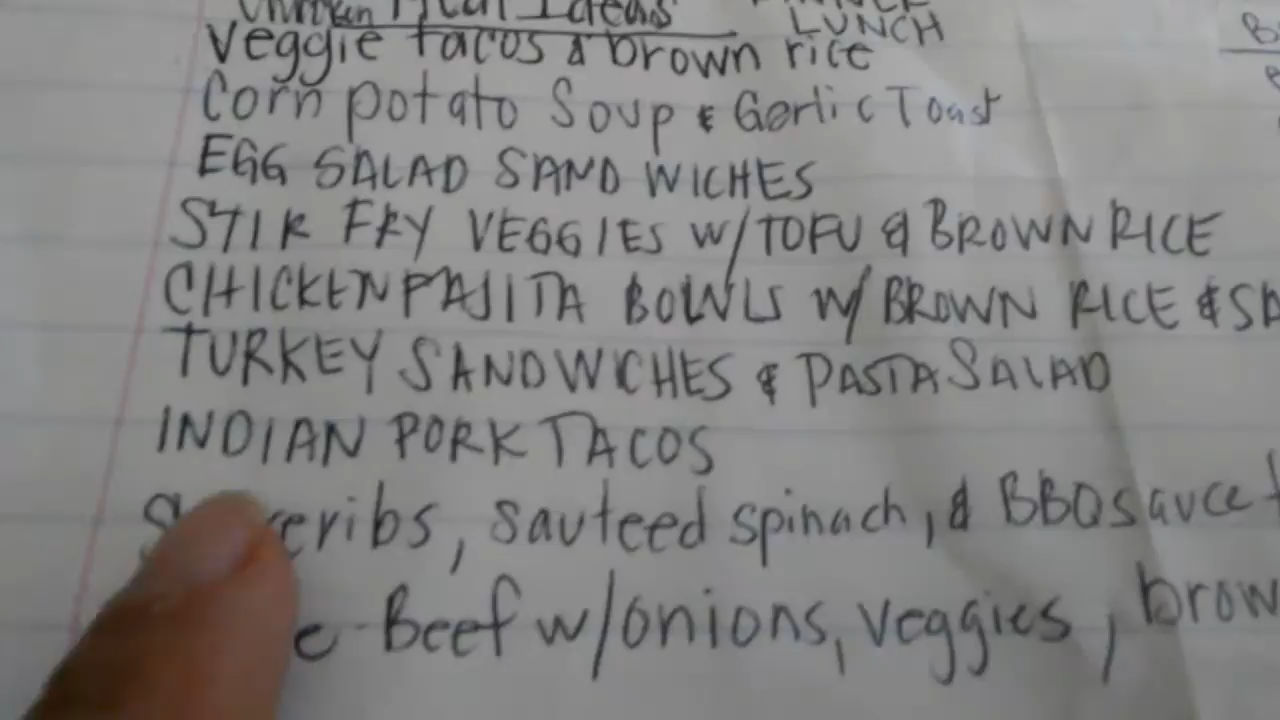 LUNCH
Veggie tacos & brown rice
Corn potato Soup & Garlic Toast
EGG SALAD SANDWICHES
STIR FRY VEGGIES W/TOFU & BROWN RICE
CHICKEN FAJITA BOWLS W/ BROWN RICE &
TURKEY SANDWICHES & PASTA SALAD
INDIAN PORK TACOS
sauteed spinach, & BBQ sauce
Beef w/onions, veggies,